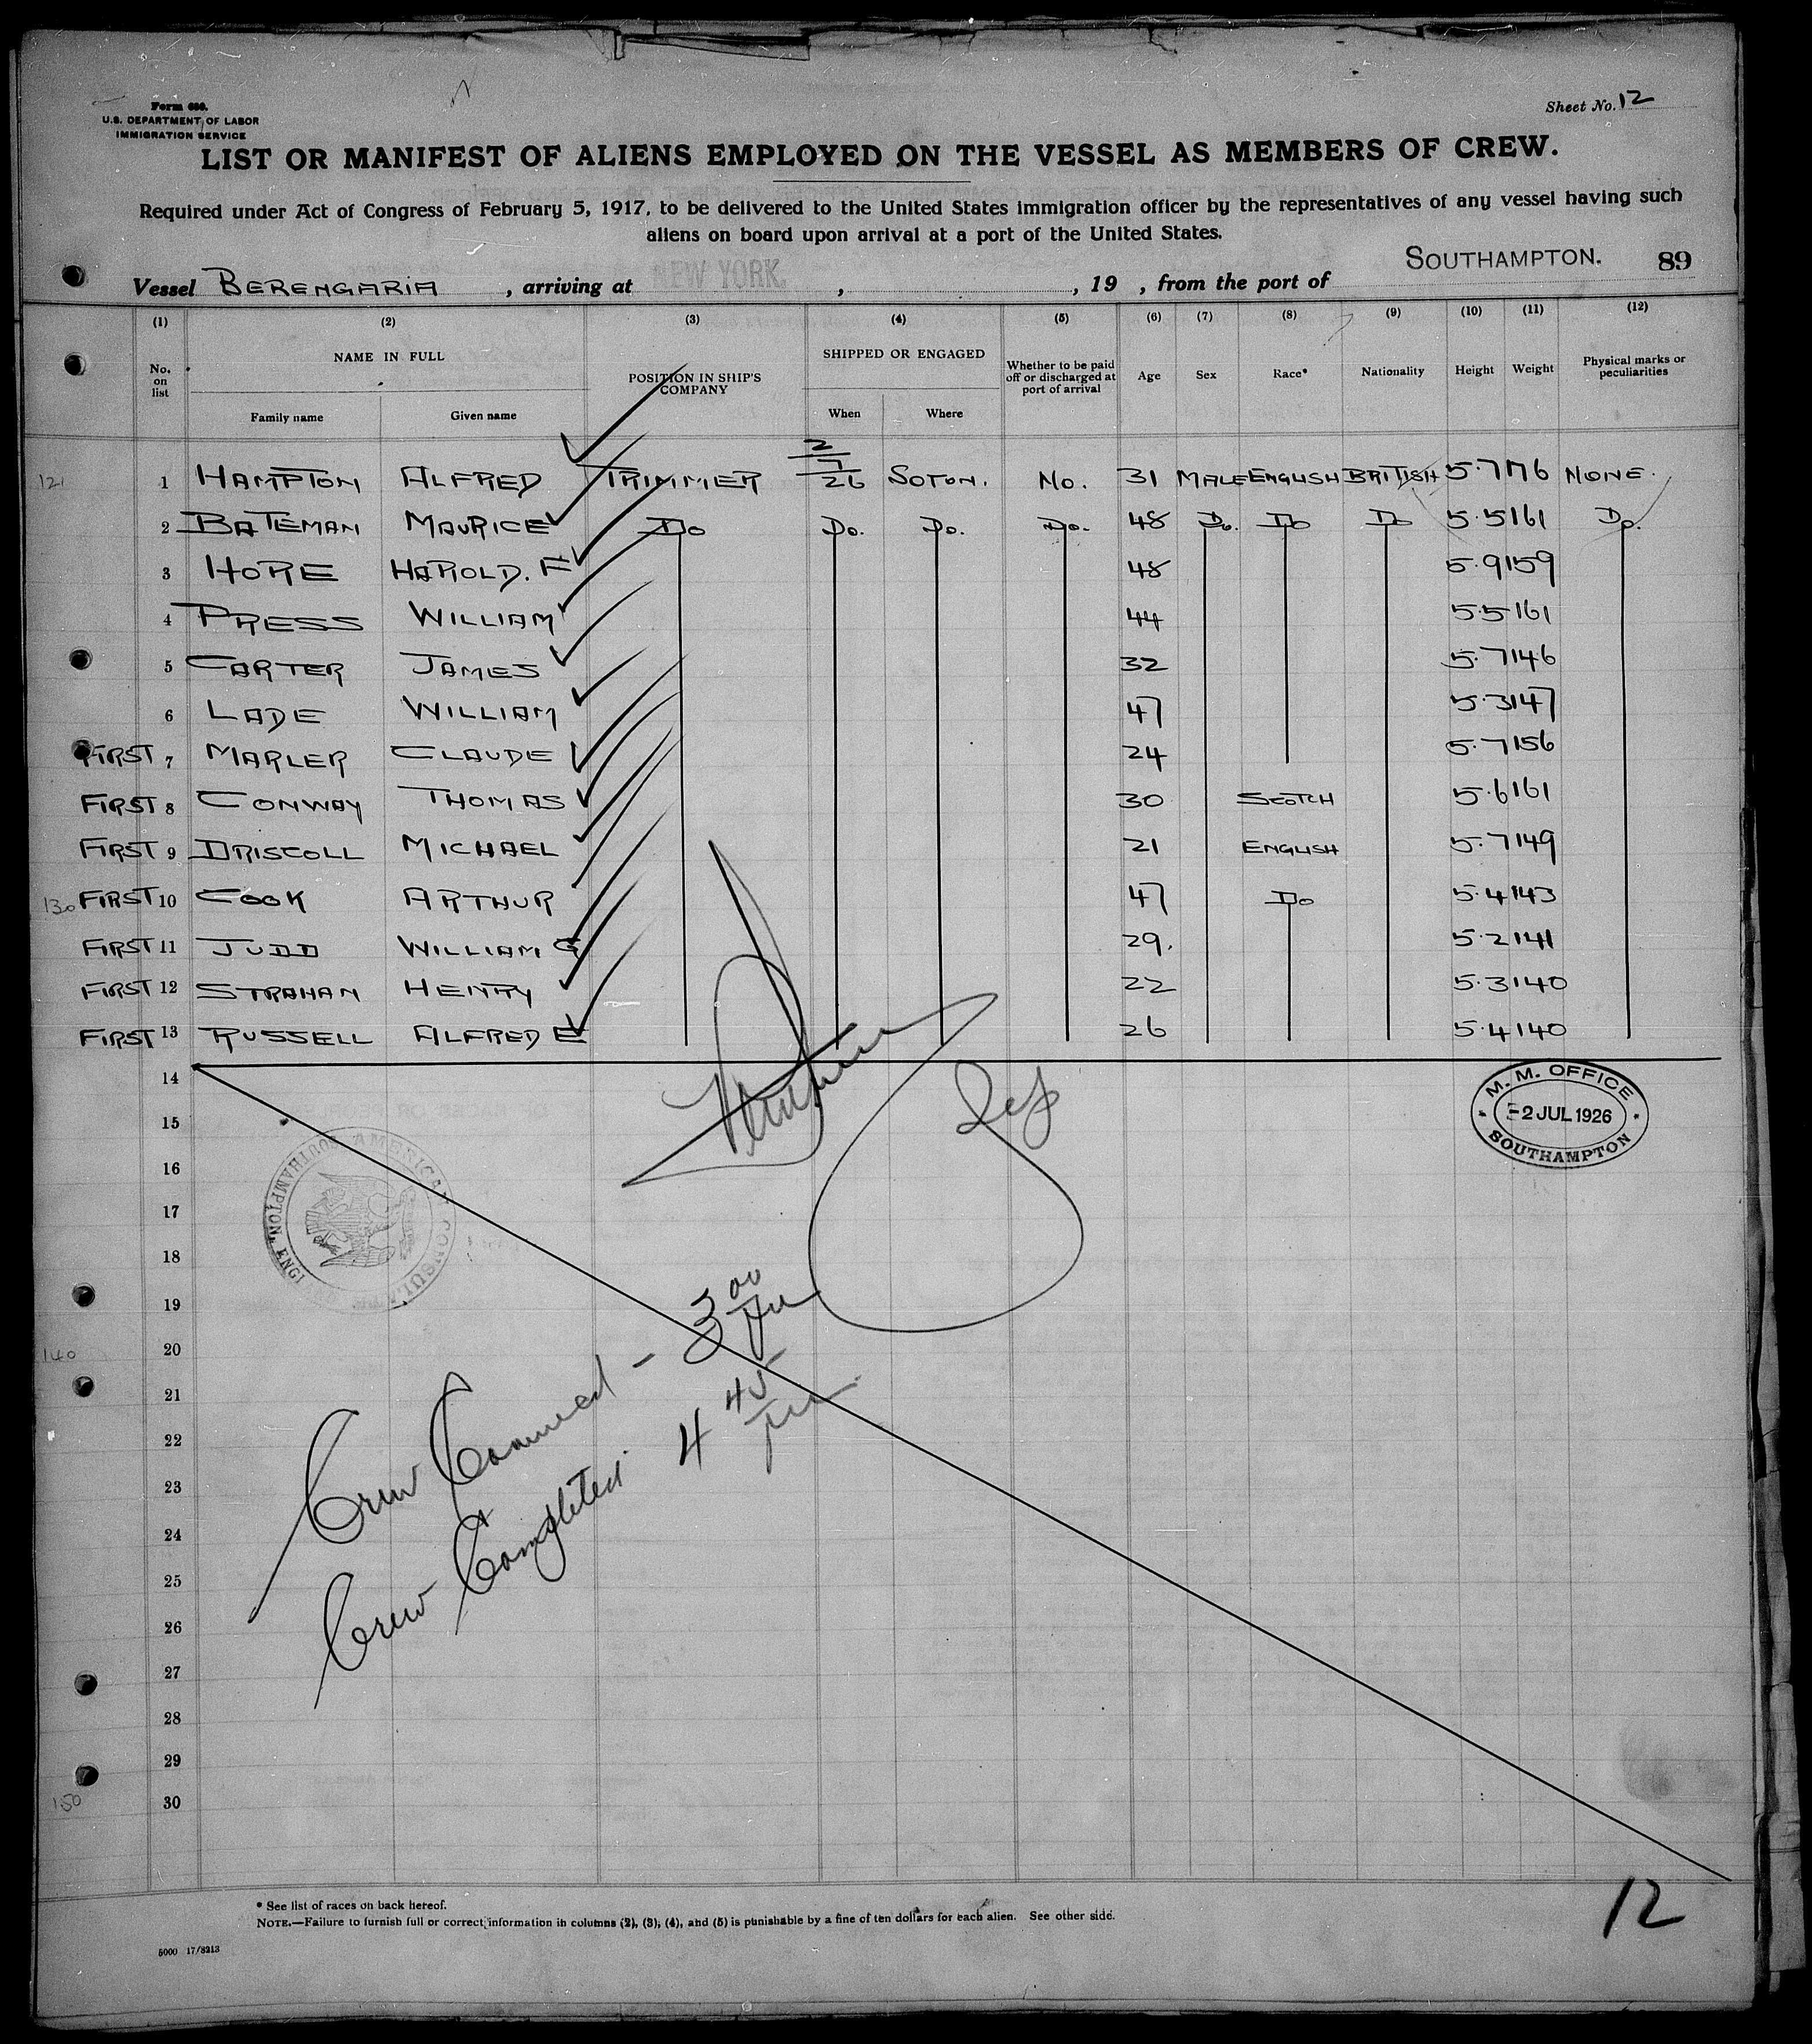 Form 680.
U.S. DEPARTMENT OF LABOR
IMMIGRATION SERVICE
Sheet No. 12
LIST OR MANIFEST OF ALIENS EMPLOYED ON THE VESSEL AS MEMBERS OF CREW.
Required under Act of Congress of February 5, 1917, to be delivered to the United States immigration officer by the representatives of any vessel having such
aliens on board upon arrival at a port of the United States.
Vessel BERENGARIA, arriving at NEW YORK, , 19 , from the port of SOUTHAMPTON. 89
(1) (2) (3) (4) (5) (6) (7) (8) (9) (10) (11) (12)
No. on list NAME IN FULL POSITION IN SHIP'S COMPANY SHIPPED OR ENGAGED Whether to be paid off or discharged at port of arrival Age Sex Race* Nationality Height Weight Physical marks or peculiarities
Family name Given name When Where
121 1 HAMPTON ALFRED TRIMMER 2/7/26 SOTON. No. 31 MALE ENGLISH BRITISH 5.7 176 NONE.
2 BATEMAN MAURICE Do Do. Do. Do. 48 Do. Do Do 5.5 161 Do.
3 HORE HAROLD. F 48 5.9 159
4 PRESS WILLIAM 44 5.5 161
5 CARTER JAMES 32 5.7 146
6 LADE WILLIAM 47 5.3 147
FIRST 7 MARLER CLAUDE 24 5.7 156
FIRST 8 CONWAY THOMAS 30 SCOTCH 5.6 161
FIRST 9 DRISCOLL MICHAEL 21 ENGLISH 5.7 149
130 FIRST 10 COOK ARTHUR 47 Do 5.4 143
FIRST 11 JUDD WILLIAM G 29. 5.2 141
FIRST 12 STRAHAN HENRY 22 5.3 140
FIRST 13 RUSSELL ALFRED E 26 5.4 140
14
15
16
17
18
19
140 20
21
22
23
24
25
26
27
28
29
150 30
M. M. OFFICE
2 JUL 1926
SOUTHAMPTON
AMERICAN CONSULATE
SOUTHAMPTON, ENGL
Crew Commced - 3 00
Crew Completed 4 45
* See list of races on back hereof.
NOTE.—Failure to furnish full or correct information in columns (2), (3), (4), and (5) is punishable by a fine of ten dollars for each alien. See other side.
12
5000 17/8213